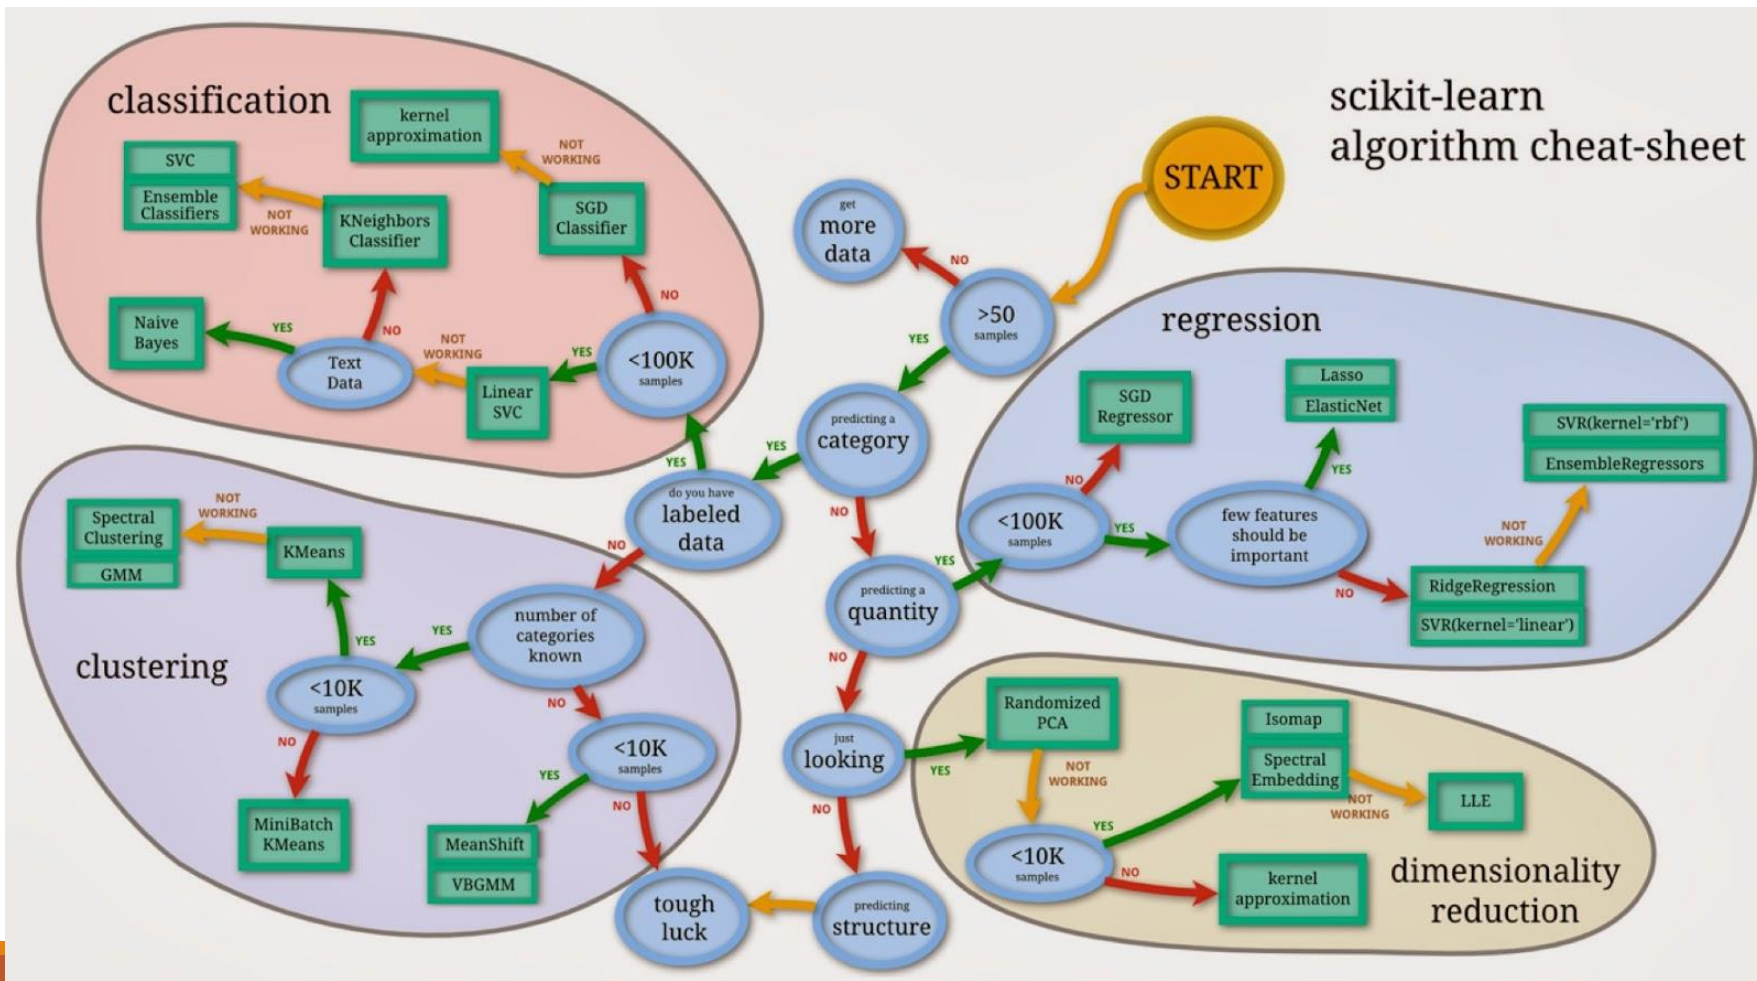 scikit-learn
algorithm cheat-sheet
START
classification
kernel
approximation
NOT
WORKING
SVC
Ensemble
Classifiers
NOT
WORKING
KNeighbors
Classifier
SGD
Classifier
NO
NO
Naive
Bayes
YES
Text
Data
NOT
WORKING
Linear
SVC
YES
<100K
samples
YES
get
more
data
NO
>50
samples
YES
predicting a
category
YES
NO
do you have
labeled
data
NO
predicting a
quantity
YES
NO
just
looking
YES
NO
predicting
structure
tough
luck
regression
SGD
Regressor
NO
<100K
samples
YES
few features
should be
important
YES
Lasso
ElasticNet
NO
RidgeRegression
SVR(kernel='linear')
NOT
WORKING
SVR(kernel='rbf')
EnsembleRegressors
clustering
Spectral
Clustering
GMM
NOT
WORKING
KMeans
YES
<10K
samples
YES
number of
categories
known
NO
NO
MiniBatch
KMeans
<10K
samples
YES
NO
MeanShift
VBGMM
dimensionality
reduction
Randomized
PCA
NOT
WORKING
<10K
samples
YES
NO
Isomap
Spectral
Embedding
NOT
WORKING
LLE
kernel
approximation